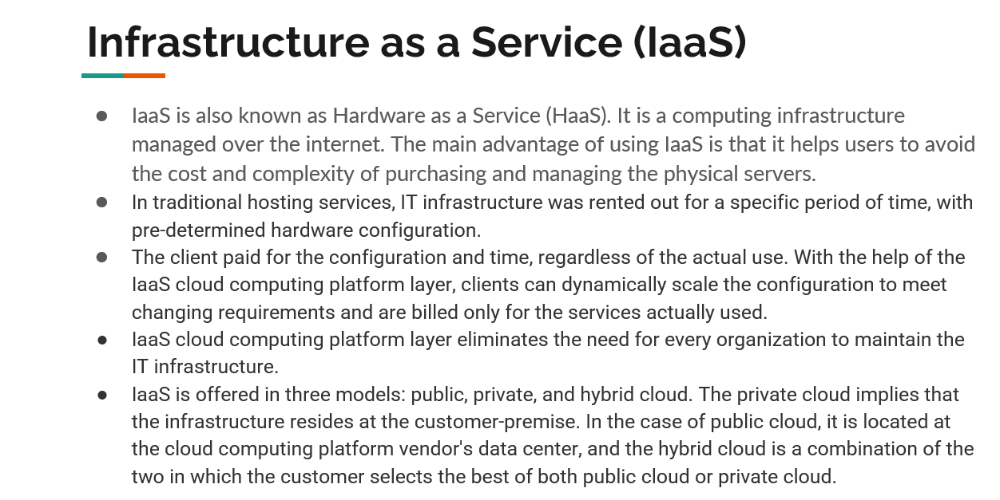 Infrastructure as a Service (IaaS)
● IaaS is also known as Hardware as a Service (HaaS). It is a computing infrastructure
managed over the internet. The main advantage of using IaaS is that it helps users to avoid
the cost and complexity of purchasing and managing the physical servers.
● In traditional hosting services, IT infrastructure was rented out for a specific period of time, with
pre-determined hardware configuration.
● The client paid for the configuration and time, regardless of the actual use. With the help of the
IaaS cloud computing platform layer, clients can dynamically scale the configuration to meet
changing requirements and are billed only for the services actually used.
● IaaS cloud computing platform layer eliminates the need for every organization to maintain the
IT infrastructure.
● IaaS is offered in three models: public, private, and hybrid cloud. The private cloud implies that
the infrastructure resides at the customer-premise. In the case of public cloud, it is located at
the cloud computing platform vendor's data center, and the hybrid cloud is a combination of the
two in which the customer selects the best of both public cloud or private cloud.